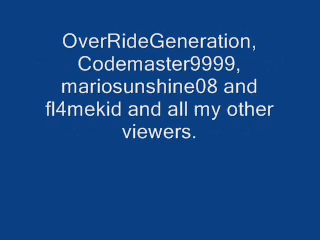 OverRideGeneration,
Codemaster9999,
mariosunshine08 and
fl4mekid and all my other
viewers.